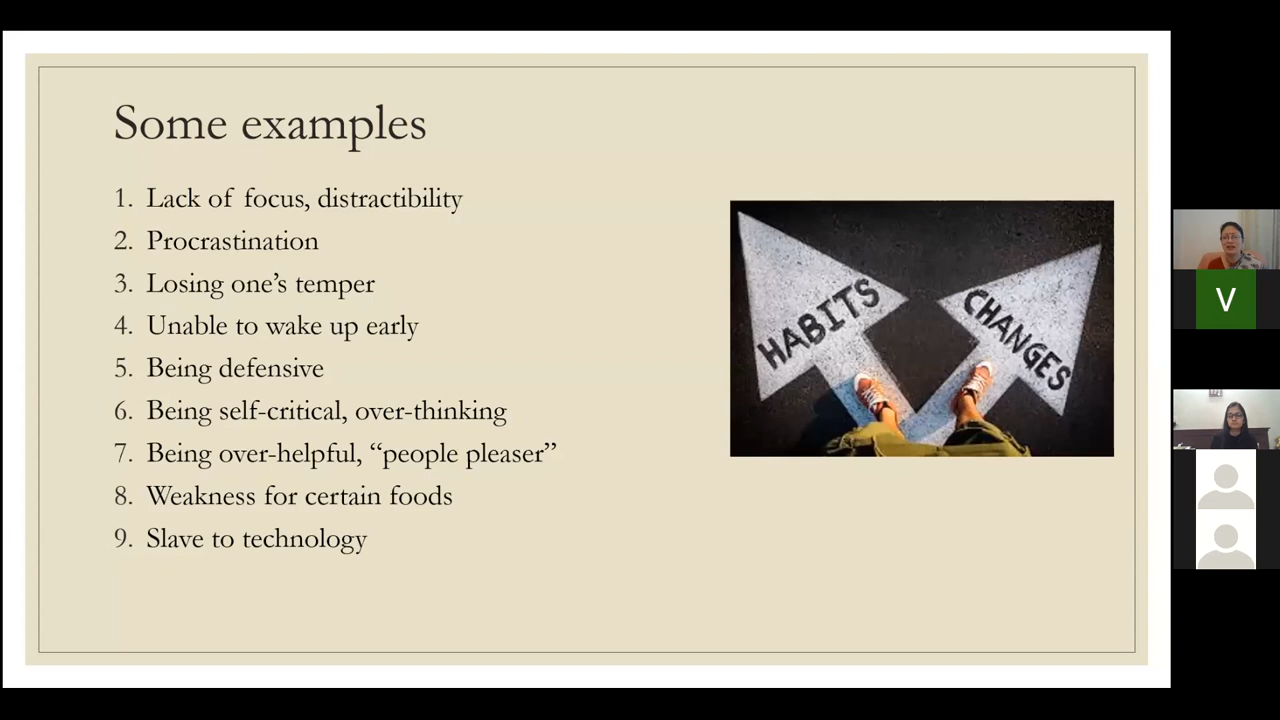 Some examples
1. Lack of focus, distractibility
2. Procrastination
3. Losing one’s temper
4. Unable to wake up early
5. Being defensive
6. Being self-critical, over-thinking
7. Being over-helpful, “people pleaser”
8. Weakness for certain foods
9. Slave to technology
HABITS
CHANGES
V